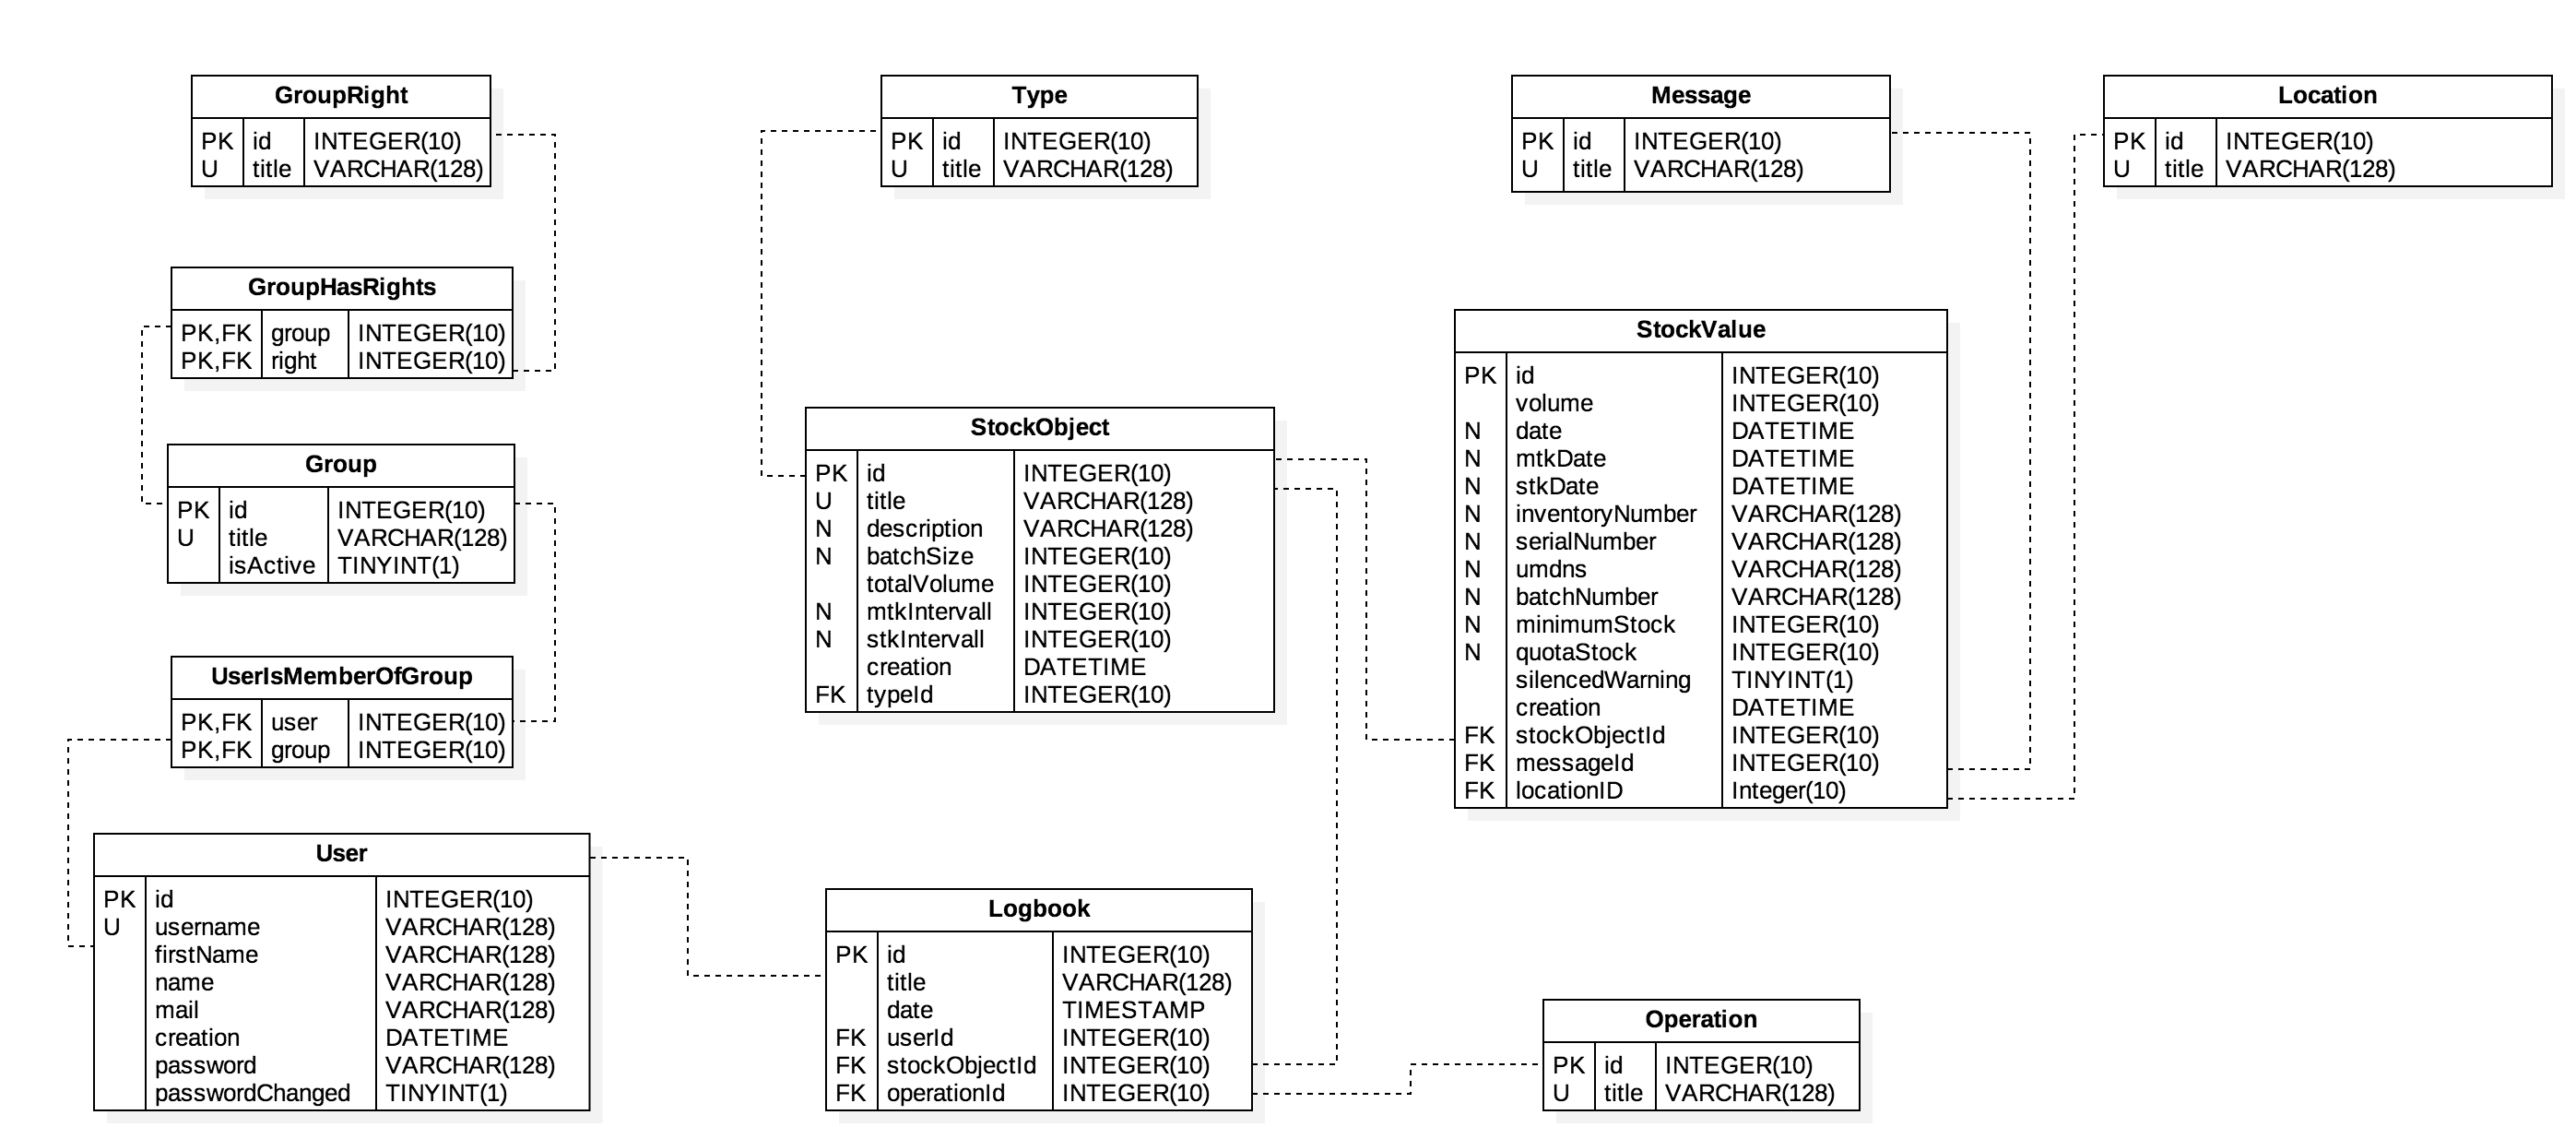 GroupRight
PK id INTEGER(10)
U title VARCHAR(128)
Type
PK id INTEGER(10)
U title VARCHAR(128)
Message
PK id INTEGER(10)
U title VARCHAR(128)
Location
PK id INTEGER(10)
U title VARCHAR(128)
GroupHasRights
PK,FK group INTEGER(10)
PK,FK right INTEGER(10)
Group
PK id INTEGER(10)
U title VARCHAR(128)
isActive TINYINT(1)
UserIsMemberOfGroup
PK,FK user INTEGER(10)
PK,FK group INTEGER(10)
User
PK id INTEGER(10)
U username VARCHAR(128)
firstName VARCHAR(128)
name VARCHAR(128)
mail VARCHAR(128)
creation DATETIME
password VARCHAR(128)
passwordChanged TINYINT(1)
StockObject
PK id INTEGER(10)
U title VARCHAR(128)
N description VARCHAR(128)
N batchSize INTEGER(10)
totalVolume INTEGER(10)
N mtkIntervall INTEGER(10)
N stkIntervall INTEGER(10)
creation DATETIME
FK typeId INTEGER(10)
Logbook
PK id INTEGER(10)
title VARCHAR(128)
date TIMESTAMP
FK userId INTEGER(10)
FK stockObjectId INTEGER(10)
FK operationId INTEGER(10)
StockValue
PK id INTEGER(10)
volume INTEGER(10)
N date DATETIME
N mtkDate DATETIME
N stkDate DATETIME
N inventoryNumber VARCHAR(128)
N serialNumber VARCHAR(128)
N umdns VARCHAR(128)
N batchNumber VARCHAR(128)
N minimumStock INTEGER(10)
N quotaStock INTEGER(10)
silencedWarning TINYINT(1)
creation DATETIME
FK stockObjectId INTEGER(10)
FK messageId INTEGER(10)
FK locationID Integer(10)
Operation
PK id INTEGER(10)
U title VARCHAR(128)